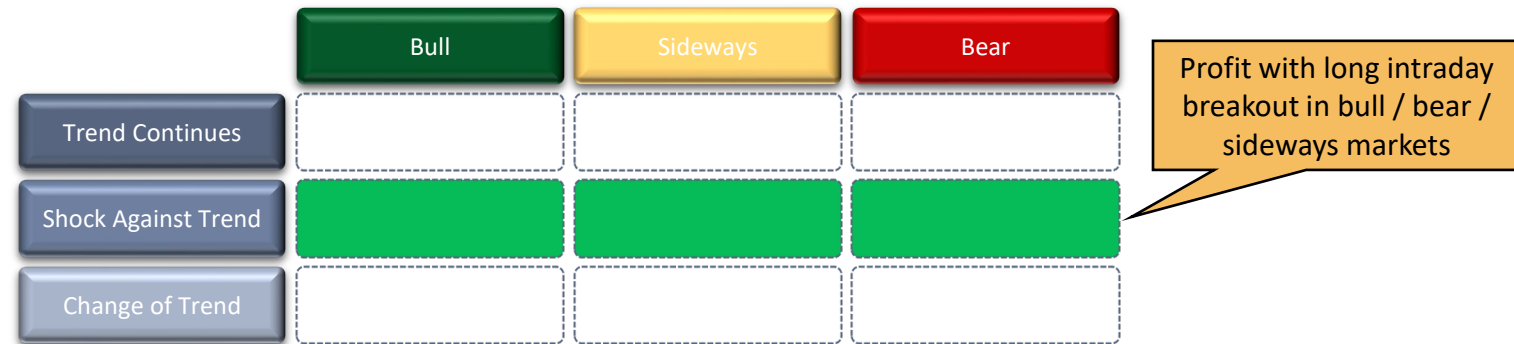 Bull
Sideways
Bear
Profit with long intraday
breakout in bull / bear /
sideways markets
Trend Continues
Shock Against Trend
Change of Trend